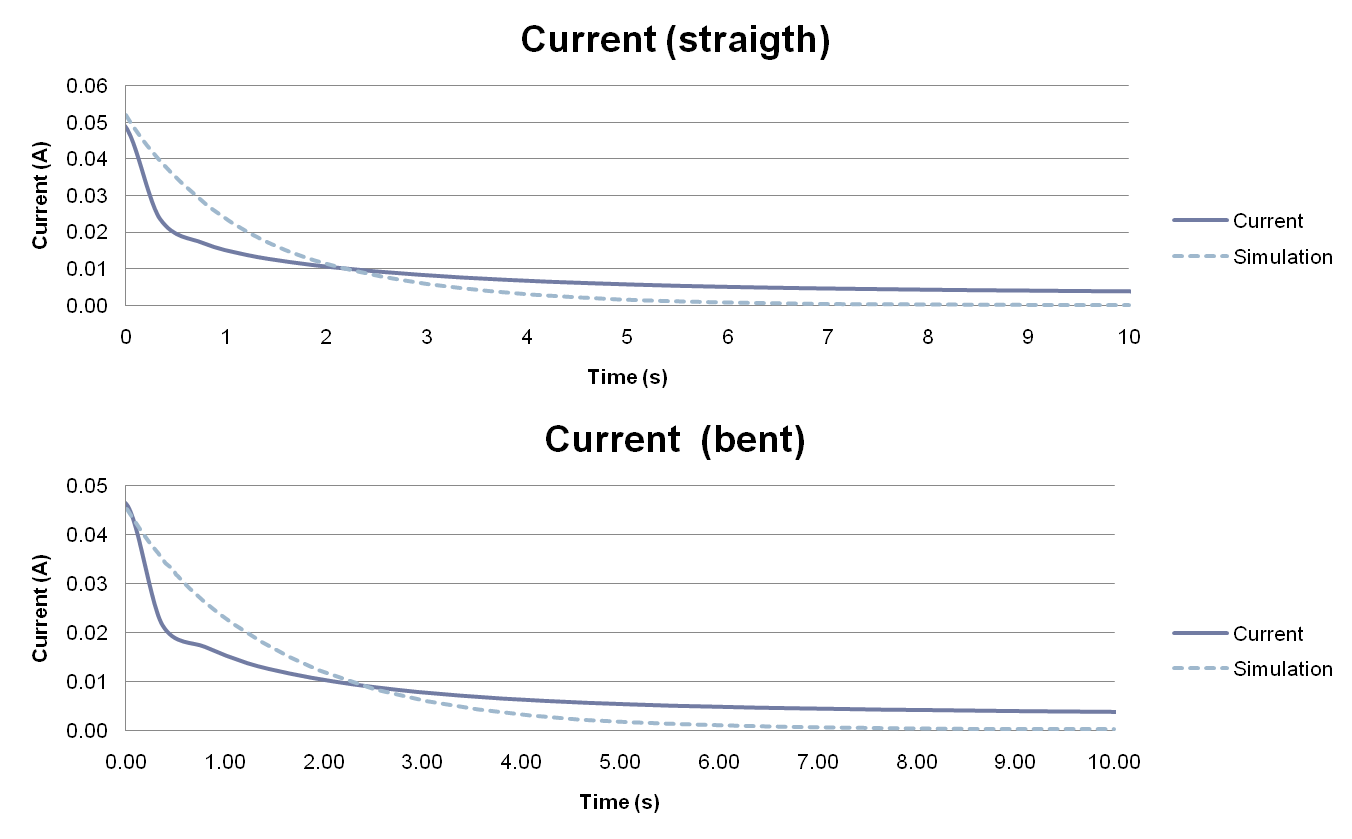 Current (straigth)
0.06
0.05
0.04
0.03
0.02
0.01
0.00
Current (A)
0 1 2 3 4 5 6 7 8 9 10
Time (s)
Current
Simulation
Current (bent)
0.05
0.04
0.03
0.02
0.01
0.00
Current (A)
0.00 1.00 2.00 3.00 4.00 5.00 6.00 7.00 8.00 9.00 10.00
Time (s)
Current
Simulation